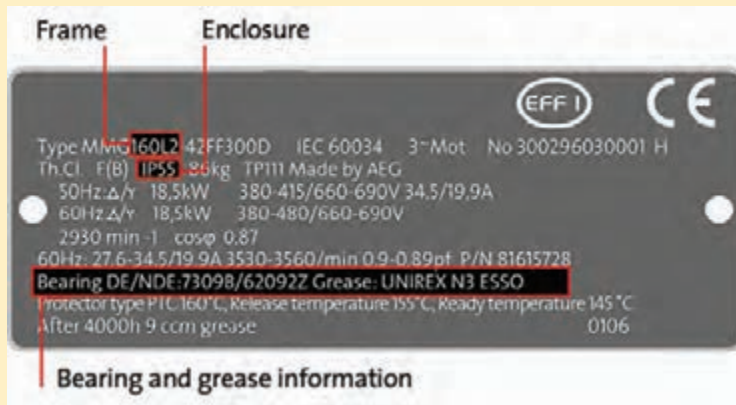 Frame Enclosure
EFF 1 CE
Type MMG160L2-42FF300D IEC 60034 3~Mot No 300296030001 H
Th.Cl. F(B) IP55 86kg TP111 Made by AEG
50Hz:Δ/Y 18,5kW 380-415/660-690V 34.5/19,9A
60Hz:Δ/Y 18,5kW 380-480/660-690V
2930 min -1 cosφ 0.87
60Hz: 27.6-34.5/19.9A 3530-3560/min 0.9-0.89pf P/N 81615728
Bearing DE/NDE:7309B/62092Z Grease: UNIREX N3 ESSO
Protector type PTC 160°C, Release temperature 155°C, Ready temperature 145 °C
After 4000h 9 ccm grease 0106
Bearing and grease information